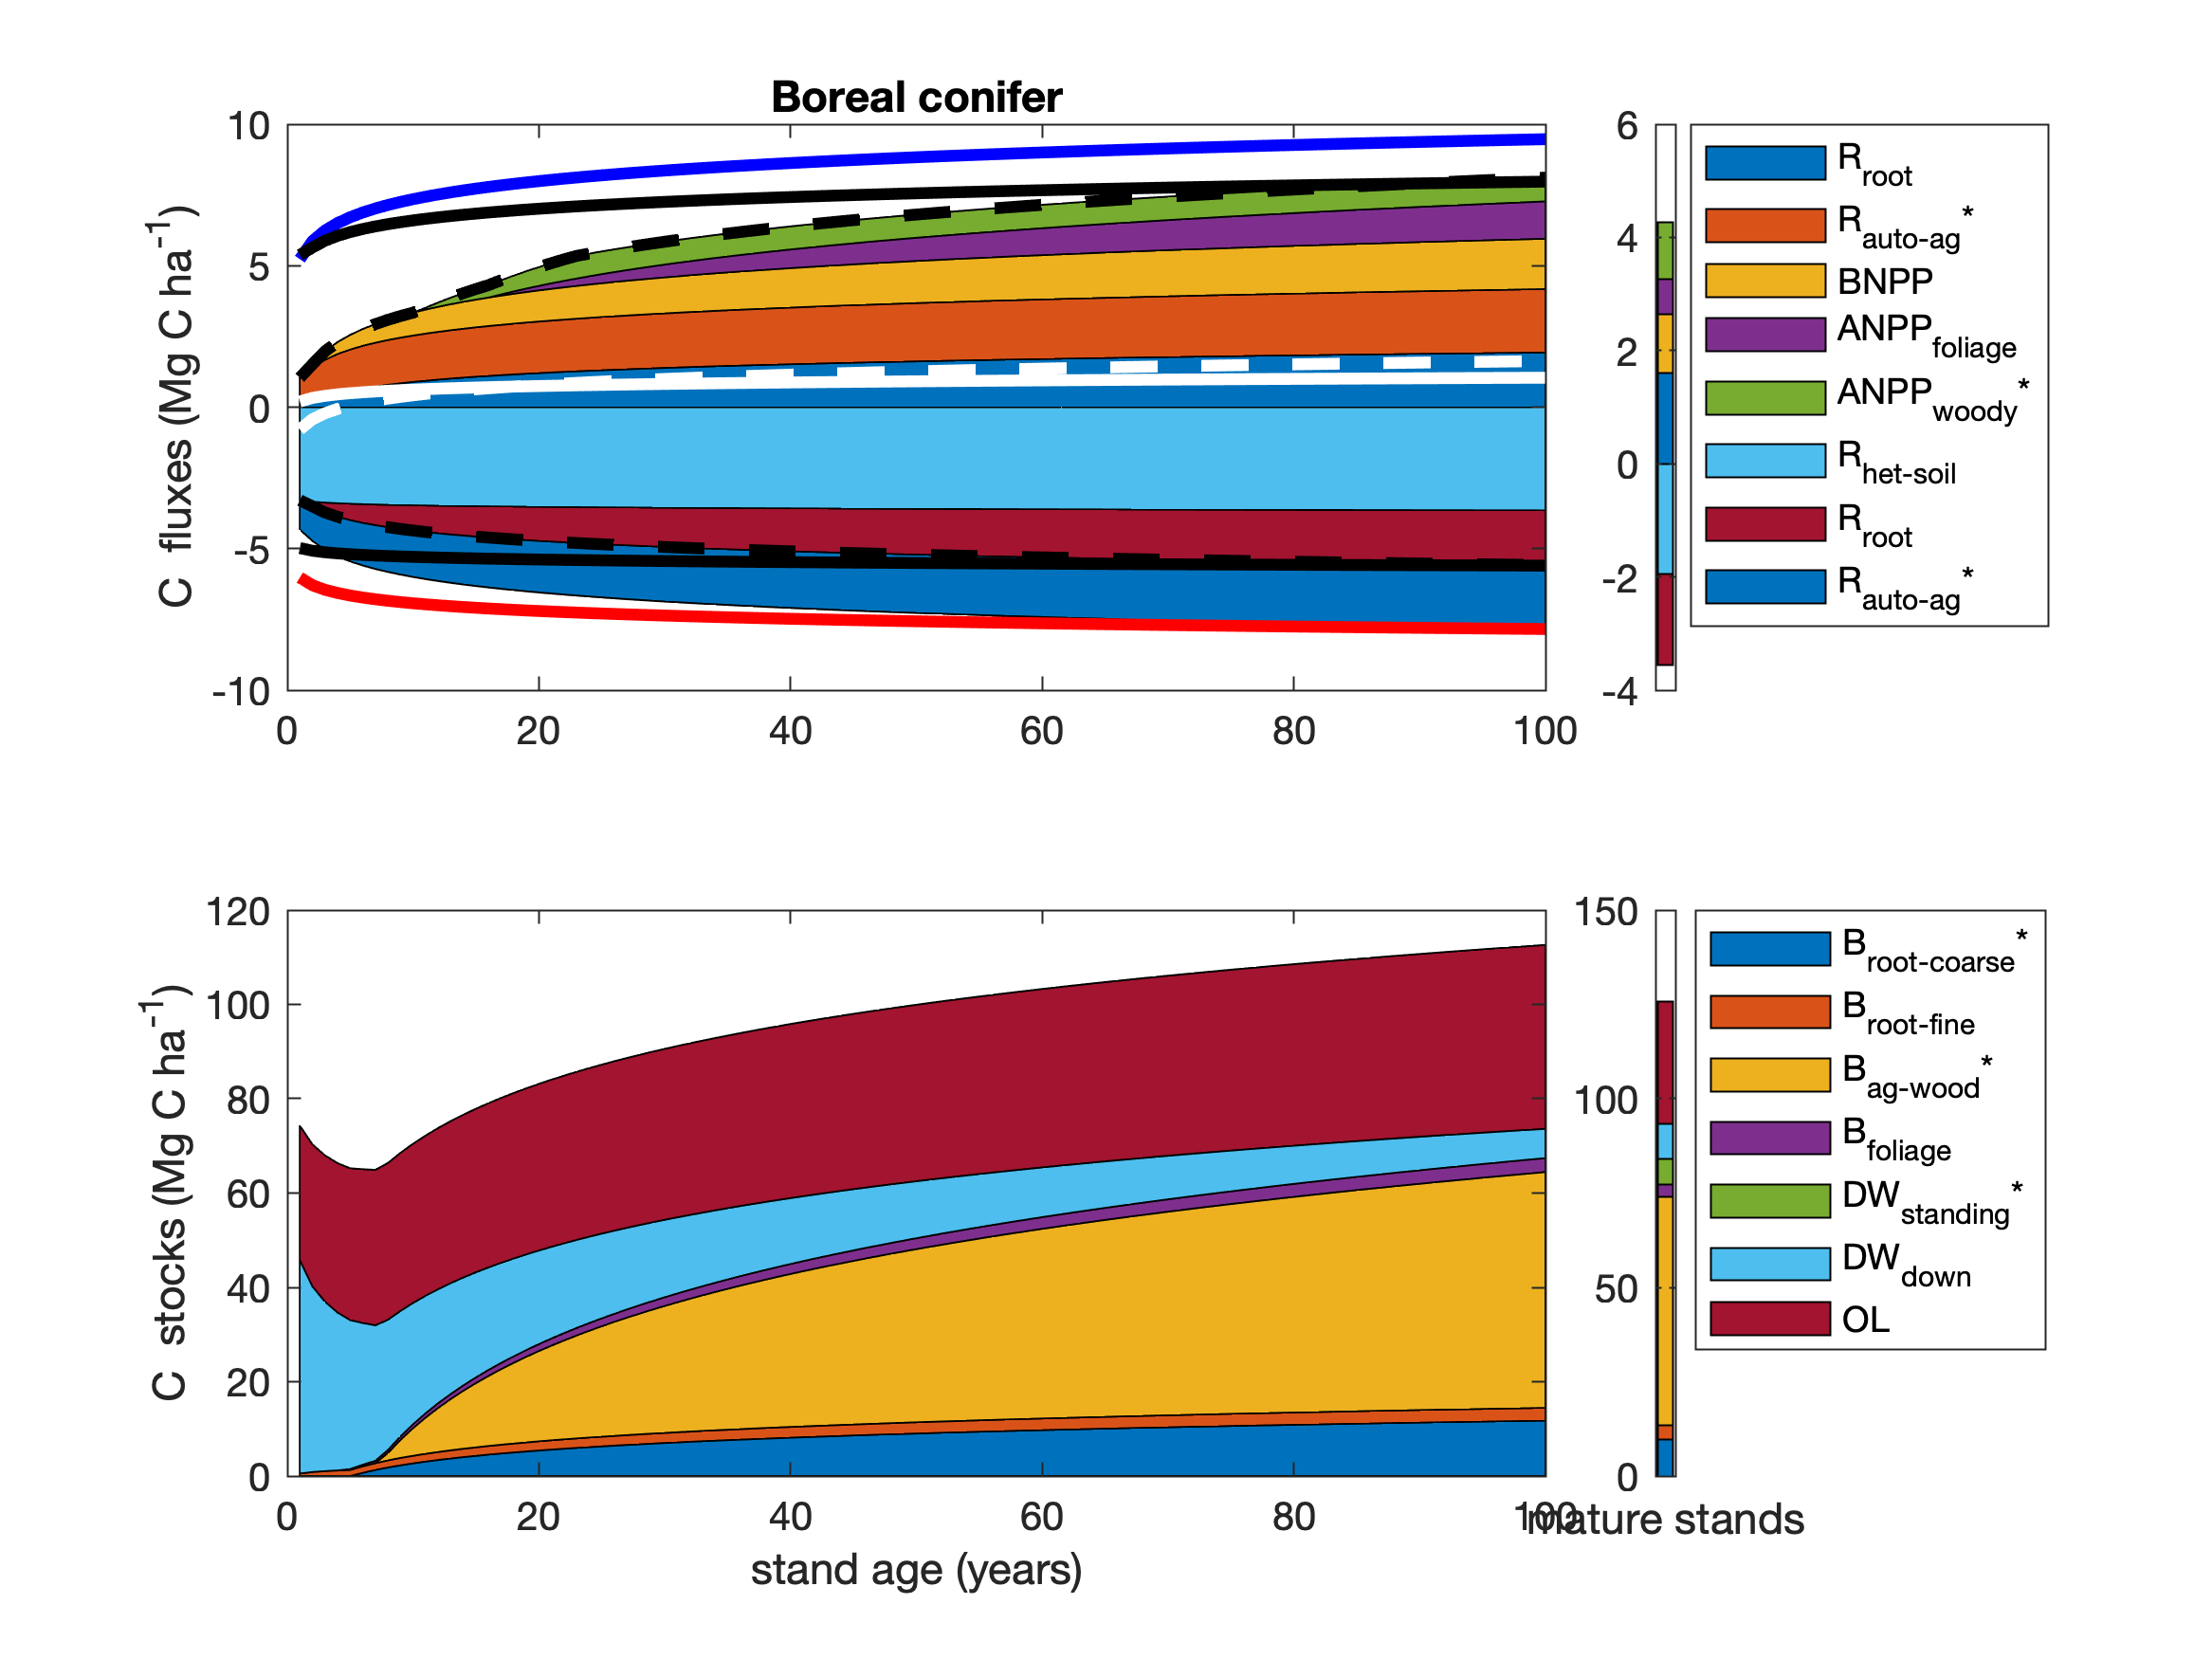 Boreal conifer
C fluxes (Mg C ha-1)
10
5
0
-5
-10
0 20 40 60 80 100
6
4
2
0
-2
-4
Rroot
Rauto-ag*
BNPP
ANPPfoliage
ANPPwoody*
Rhet-soil
Rroot
Rauto-ag*
C stocks (Mg C ha-1)
120
100
80
60
40
20
0
0 20 40 60 80 100
stand age (years)
150
100
50
0
mature stands
Broot-coarse*
Broot-fine
Bag-wood*
Bfoliage
DWstanding*
DWdown
OL